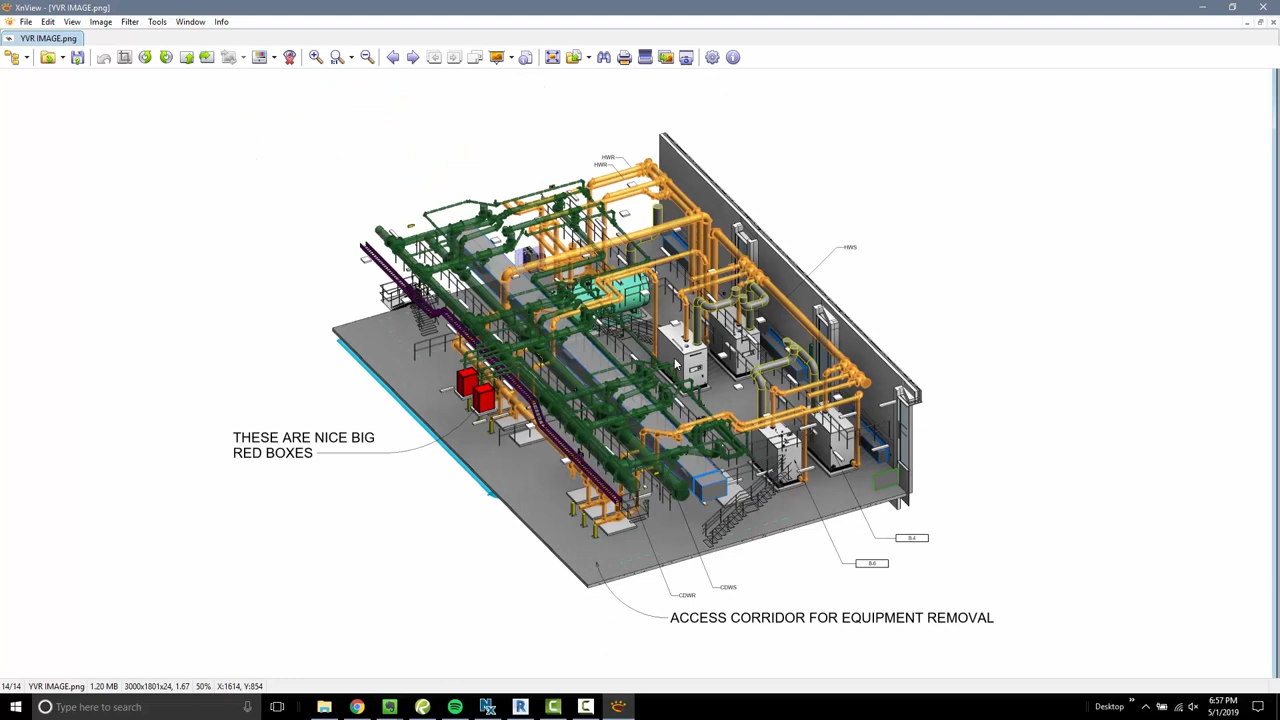 XnView - [YVR IMAGE.png]
File Edit View Image Filter Tools Window Info
YVR IMAGE.png
HWR
HWR
HWS
THESE ARE NICE BIG
RED BOXES
CDWS
CDWR
ACCESS CORRIDOR FOR EQUIPMENT REMOVAL
14/14 YVR IMAGE.png 1.20 MB 3000x1801x24, 1.67 50% X:1614, Y:854
Type here to search
Desktop
6:57 PM
5/1/2019